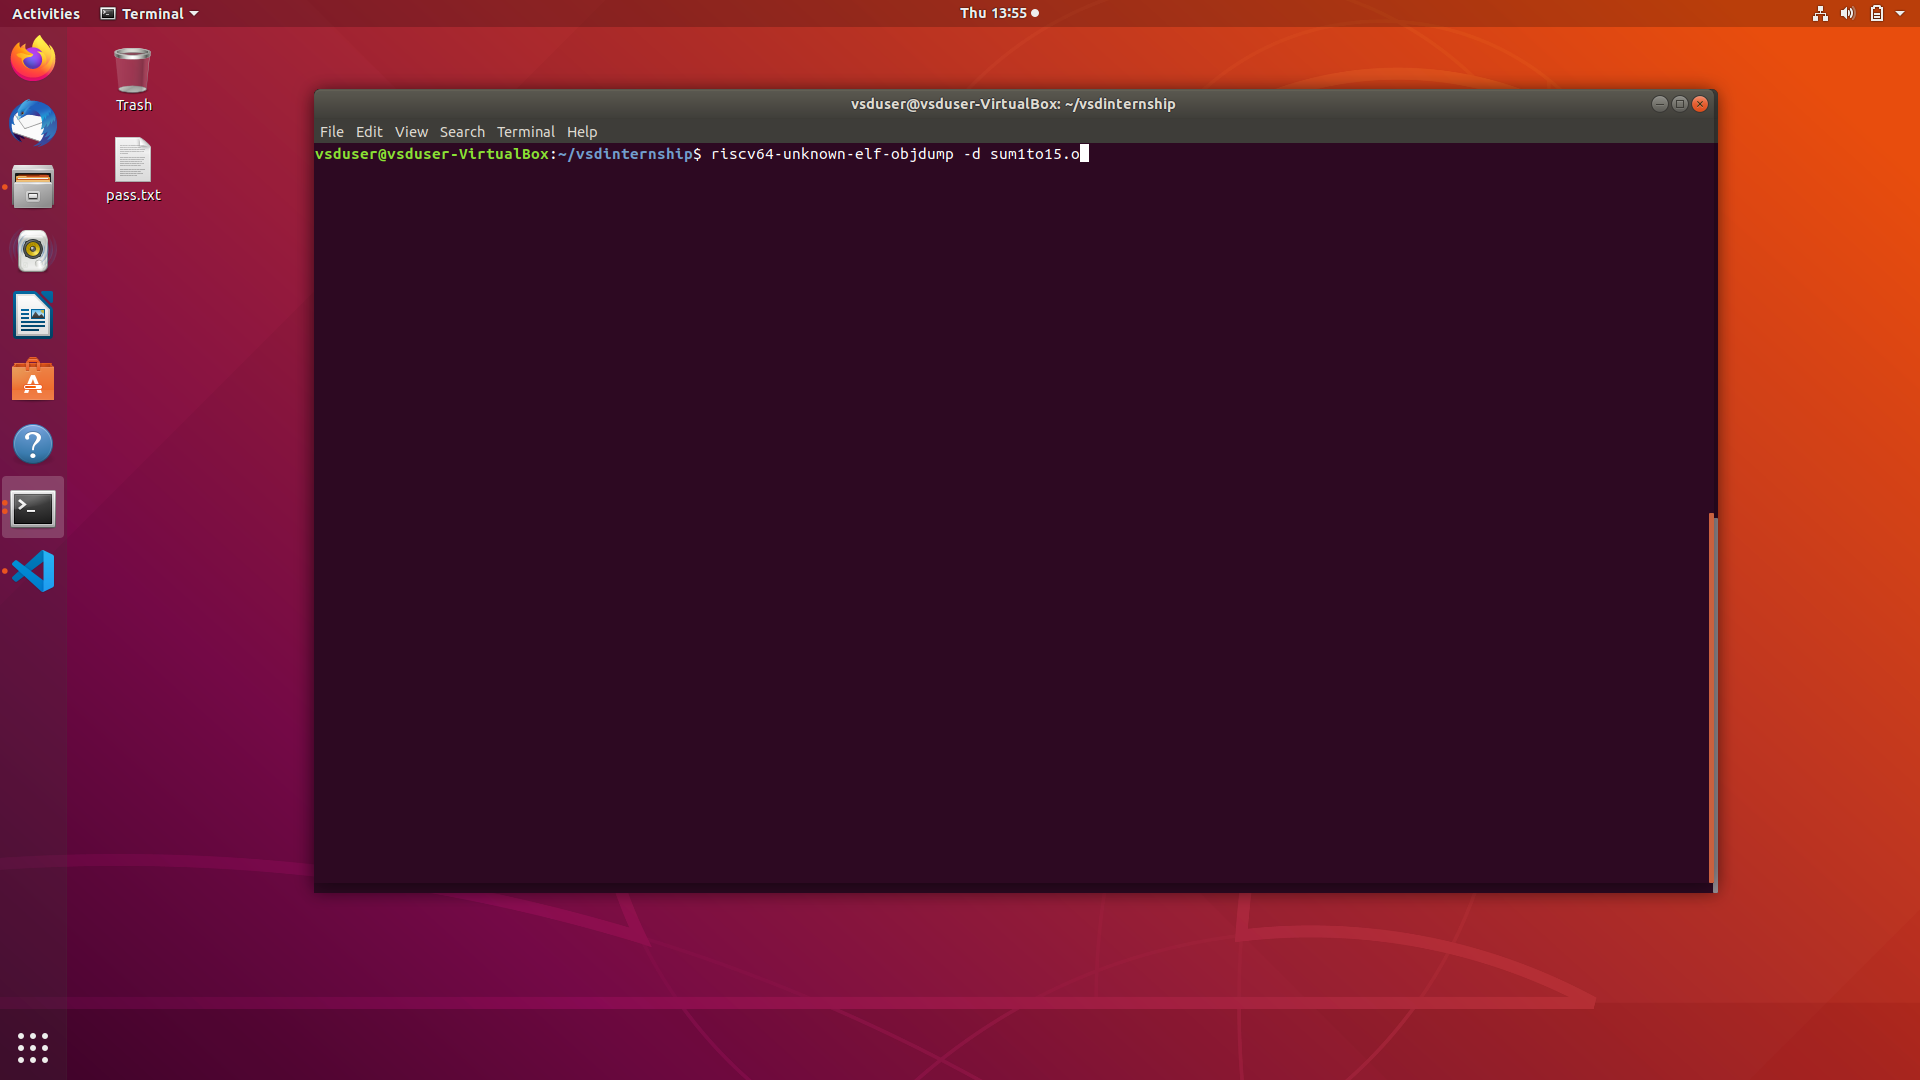 Activities
Terminal
Thu 13:55
Trash
pass.txt
vsduser@vsduser-VirtualBox: ~/vsdinternship
File Edit View Search Terminal Help
vsduser@vsduser-VirtualBox:~/vsdinternship$ riscv64-unknown-elf-objdump -d sum1to15.o